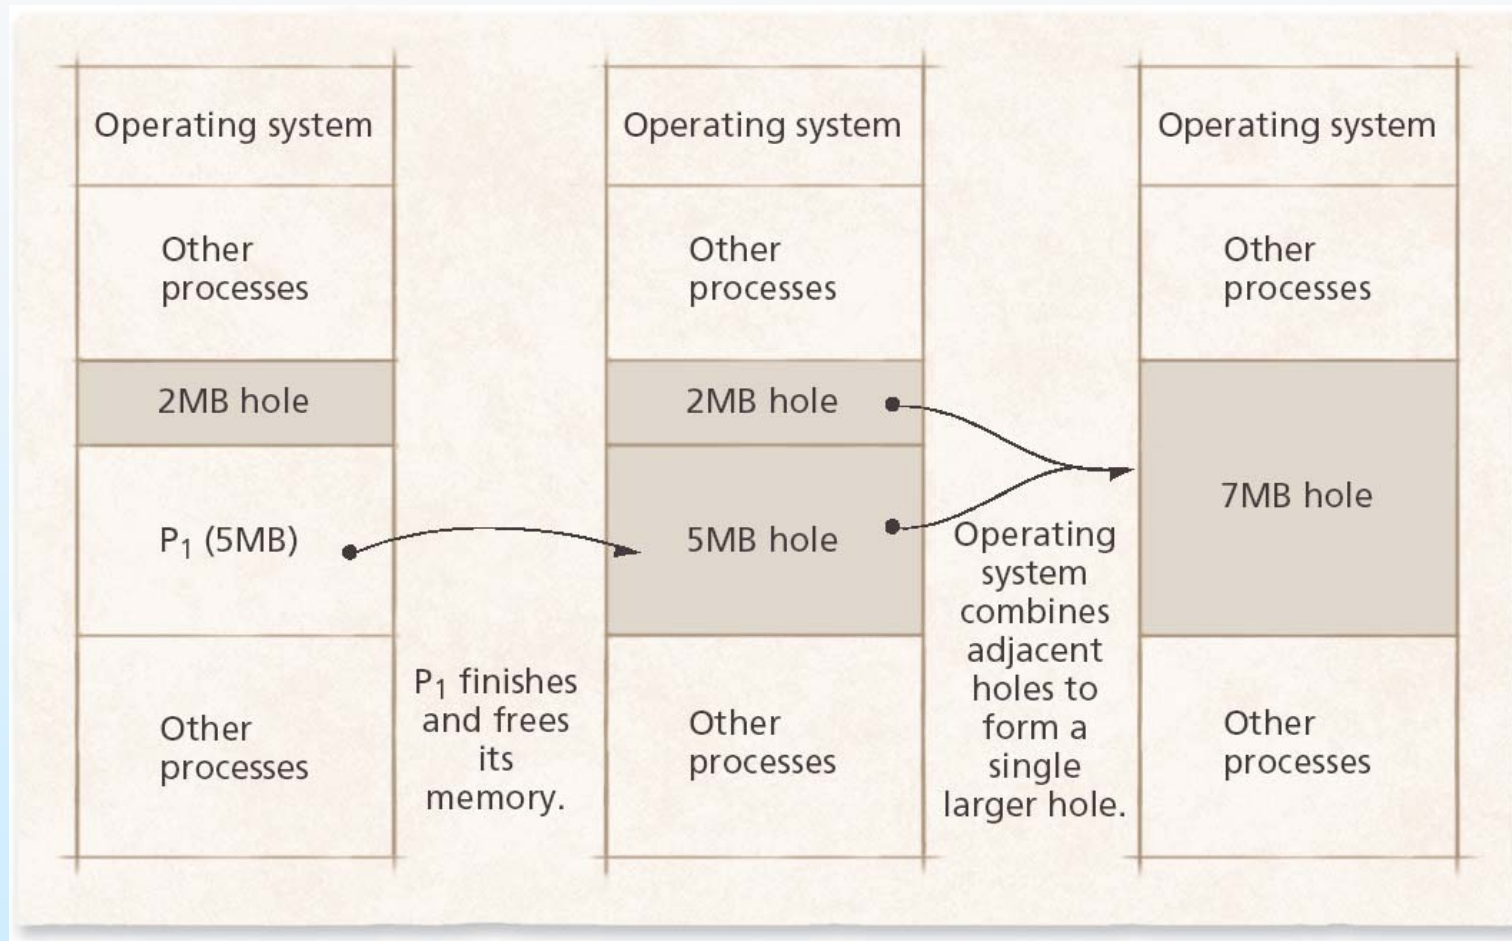 Operating system
Other
processes
2MB hole
P₁ (5MB)
Other
processes
P₁ finishes
and frees
its
memory.
Operating system
Other
processes
2MB hole
5MB hole
Other
processes
Operating
system
combines
adjacent
holes to
form a
single
larger hole.
Operating system
Other
processes
7MB hole
Other
processes